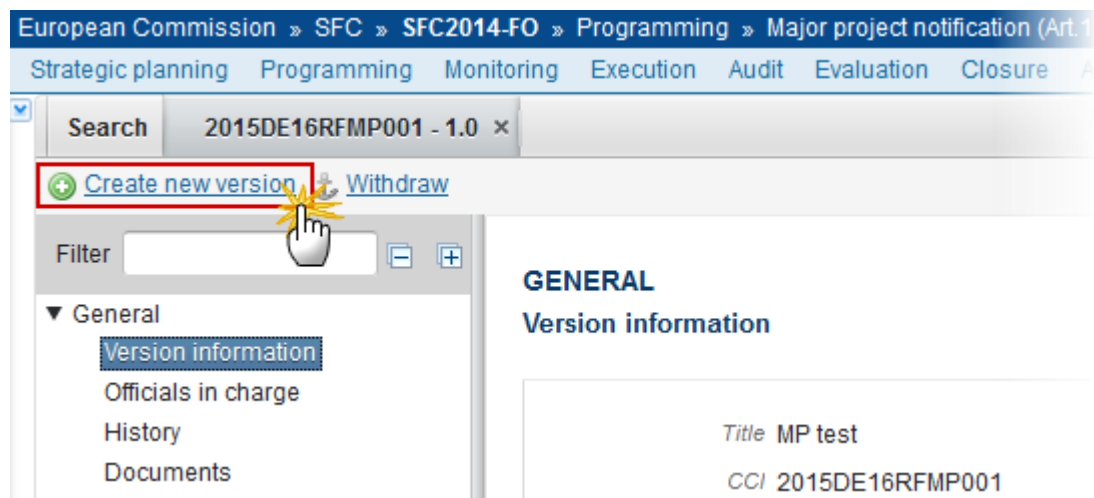 European Commission » SFC » SFC2014-FO » Programming » Major project notification (Art.1
Strategic planning Programming Monitoring Execution Audit Evaluation Closure A
Search 2015DE16RFMP001 - 1.0 ×
Create new version Withdraw
Filter
GENERAL
▼ General
Version information
Version information
Officials in charge
History
Title MP test
Documents
CCI 2015DE16RFMP001